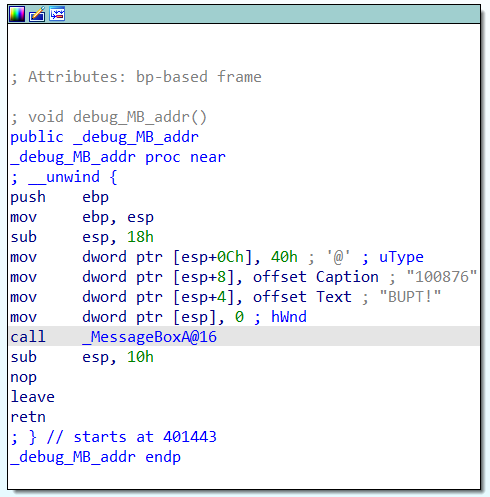 ; Attributes: bp-based frame
; void debug_MB_addr()
public _debug_MB_addr
_debug_MB_addr proc near
; __unwind {
push    ebp
mov     ebp, esp
sub     esp, 18h
mov     dword ptr [esp+0Ch], 40h ; '@' ; uType
mov     dword ptr [esp+8], offset Caption ; "100876"
mov     dword ptr [esp+4], offset Text ; "BUPT!"
mov     dword ptr [esp], 0 ; hWnd
call    _MessageBoxA@16
sub     esp, 10h
nop
leave
retn
; } // starts at 401443
_debug_MB_addr endp